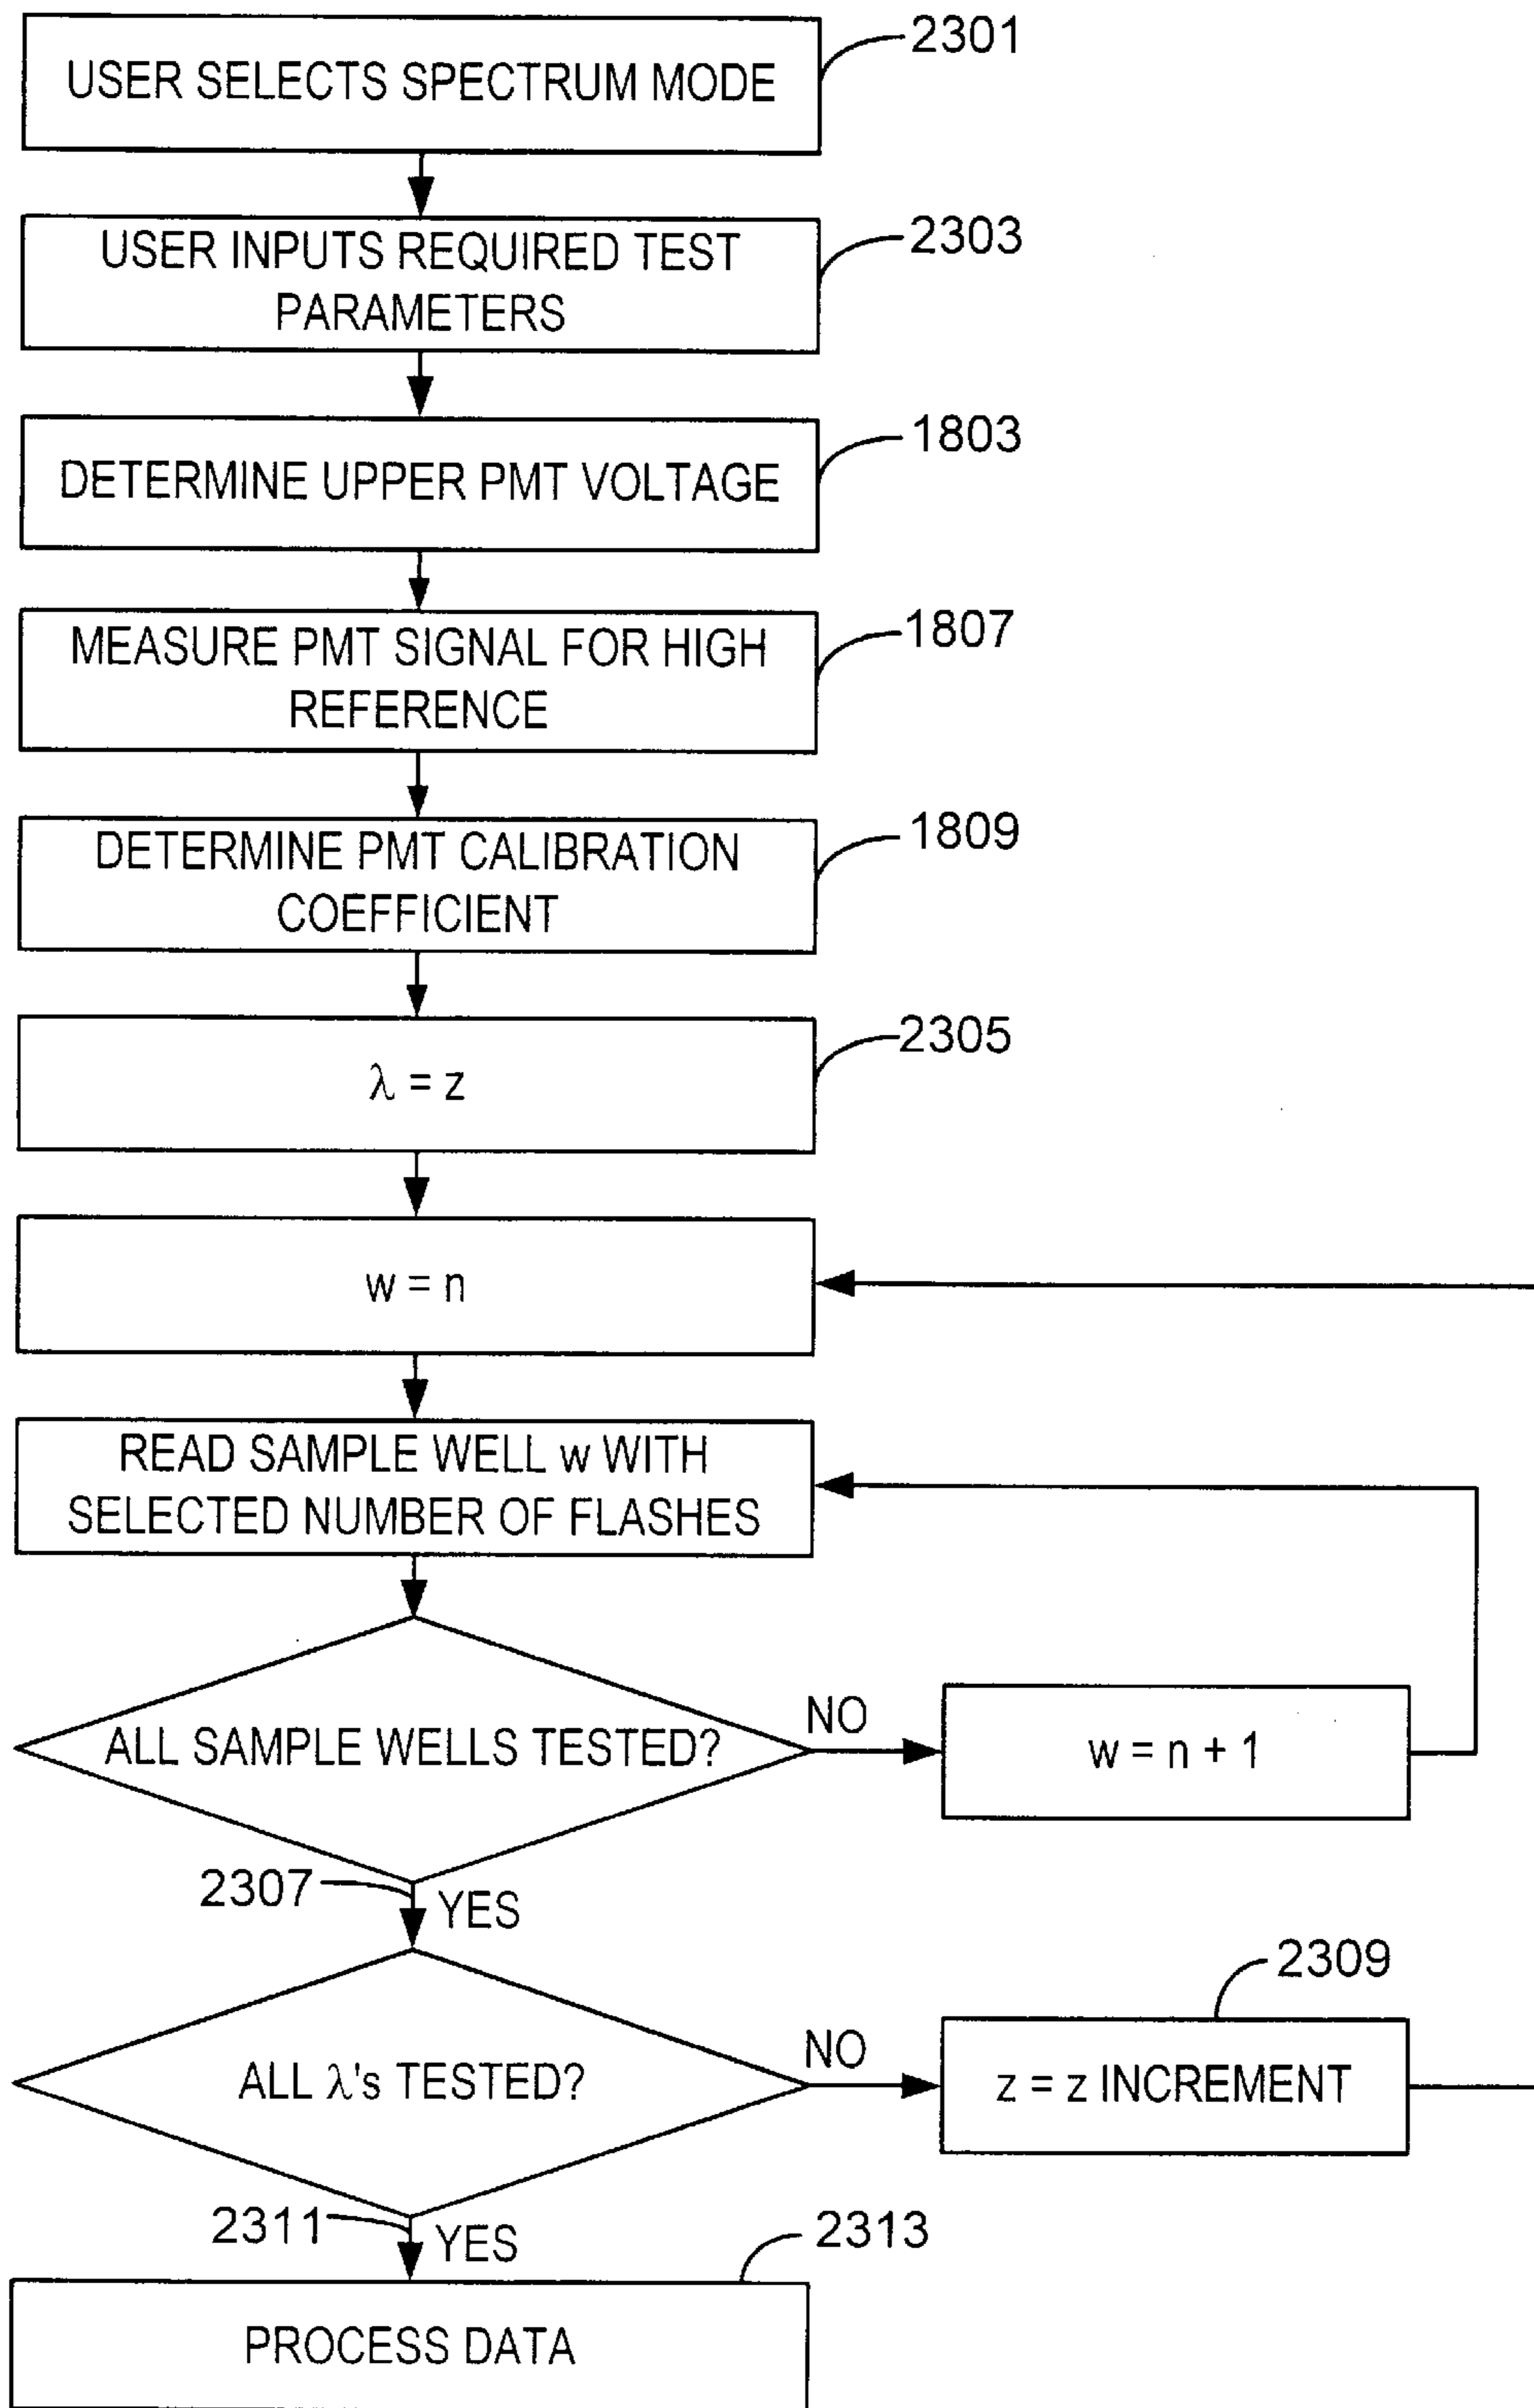 USER SELECTS SPECTRUM MODE
2301
USER INPUTS REQUIRED TEST
PARAMETERS
2303
DETERMINE UPPER PMT VOLTAGE
1803
MEASURE PMT SIGNAL FOR HIGH
REFERENCE
1807
DETERMINE PMT CALIBRATION
COEFFICIENT
1809
λ = z
2305
w = n
READ SAMPLE WELL w WITH
SELECTED NUMBER OF FLASHES
ALL SAMPLE WELLS TESTED?
NO
w = n + 1
2307
YES
ALL λ's TESTED?
NO
z = z INCREMENT
2309
2311
YES
PROCESS DATA
2313